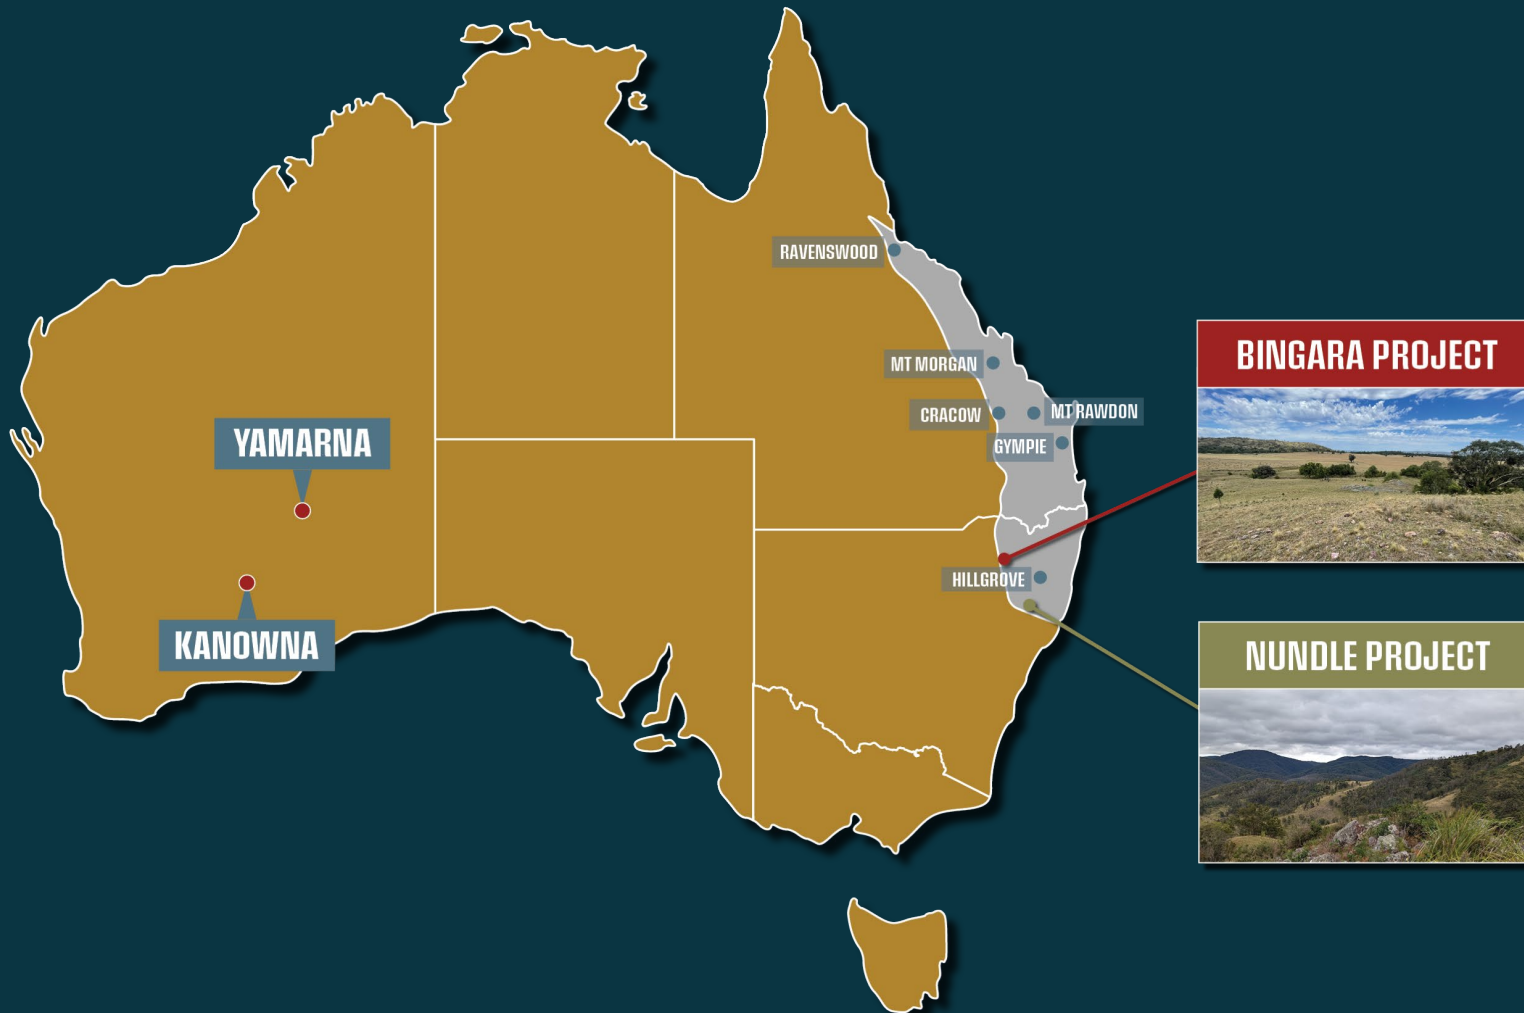 RAVENSWOOD
MT MORGAN
CRACOW
MT RAWDON
GYMPIE
BINGARA PROJECT
YAMARNA
HILLGROVE
KANOWNA
NUNDLE PROJECT